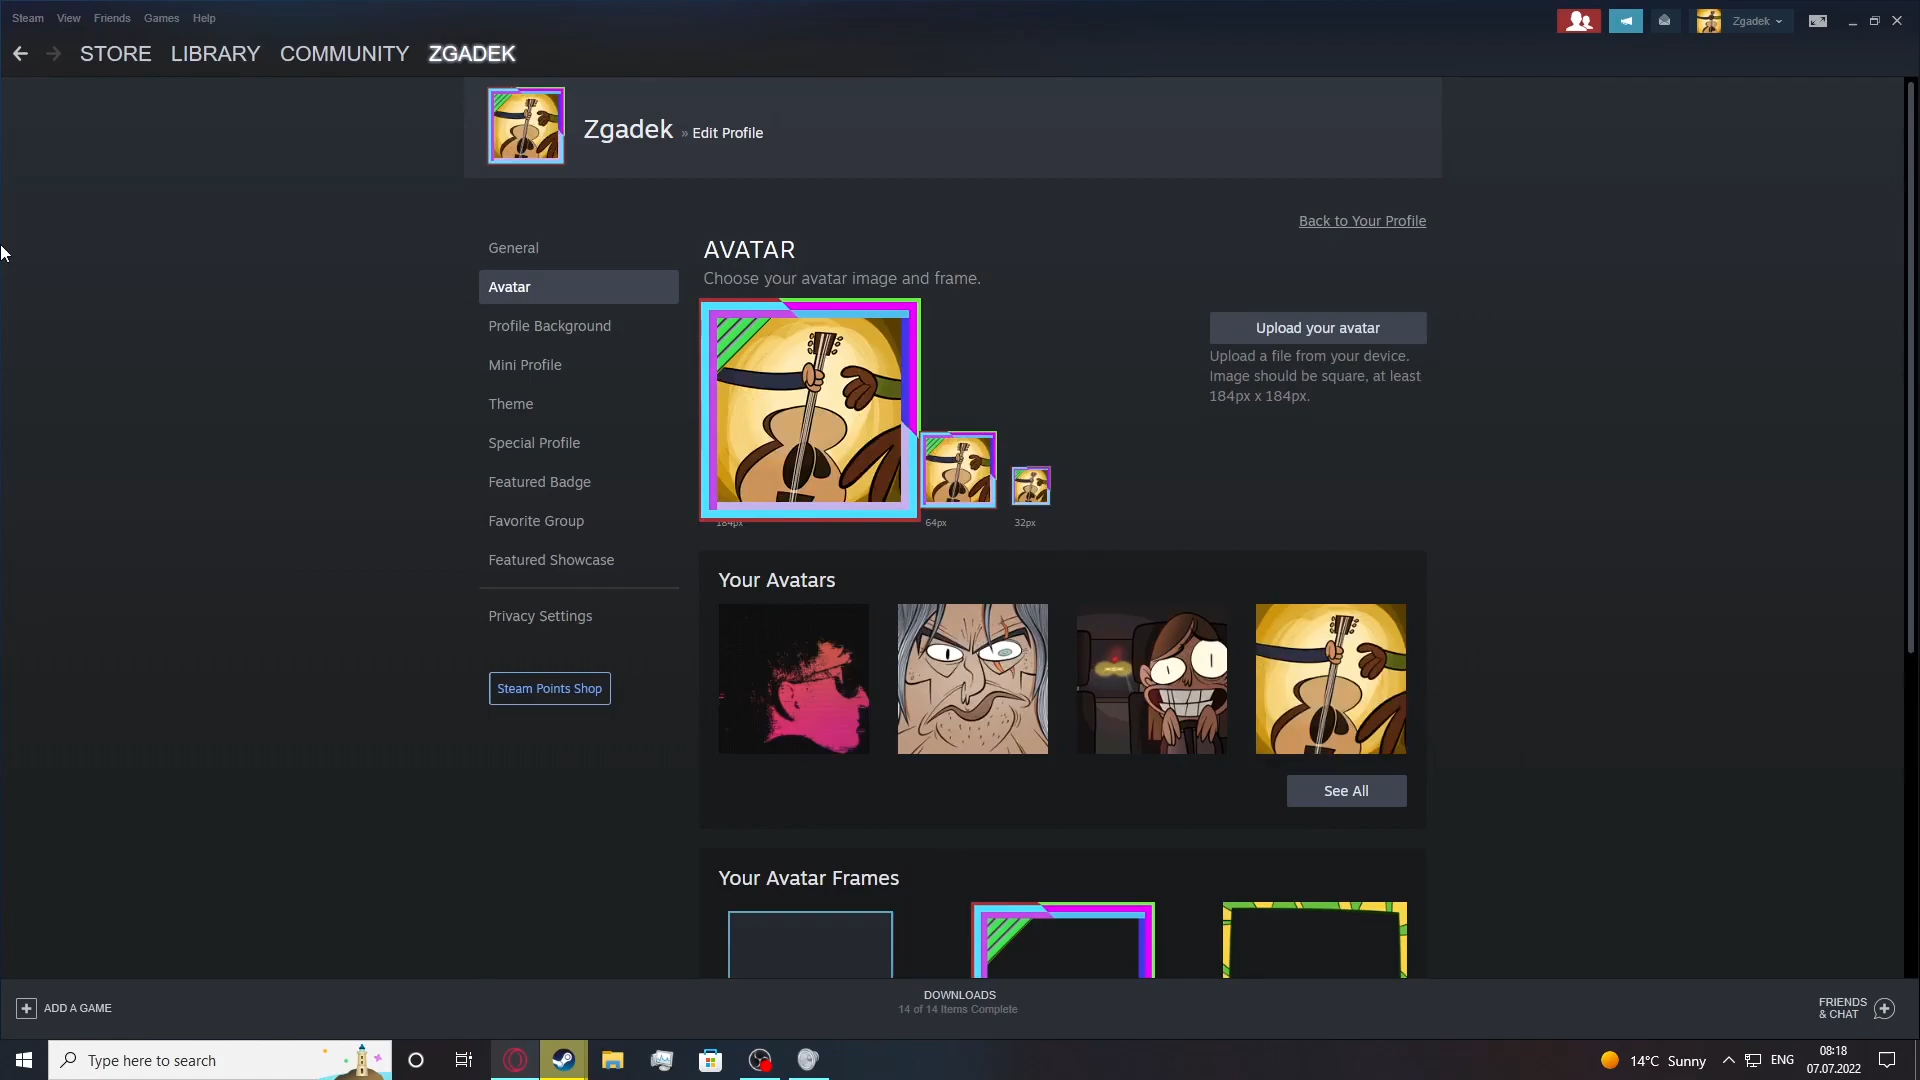 Steam View Friends Games Help
Zgadek
STORE LIBRARY COMMUNITY ZGADEK
Zgadek » Edit Profile
Back to Your Profile
General
Avatar
Profile Background
Mini Profile
Theme
Special Profile
Featured Badge
Favorite Group
Featured Showcase
Privacy Settings
Steam Points Shop
AVATAR
Choose your avatar image and frame.
184px
64px
32px
Upload your avatar
Upload a file from your device.
Image should be square, at least
184px x 184px.
Your Avatars
See All
Your Avatar Frames
ADD A GAME
DOWNLOADS
14 of 14 Items Complete
FRIENDS
& CHAT
Type here to search
14°C Sunny
ENG
08:18
07.07.2022